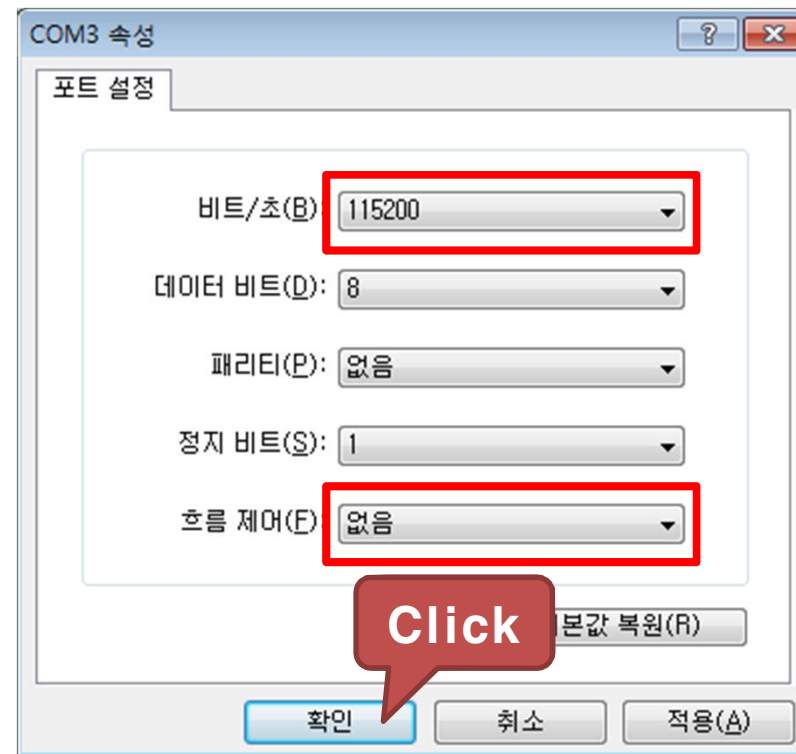 COM3 속성
포트 설정
비트/초(B): 115200
데이터 비트(D): 8
패리티(P): 없음
정지 비트(S): 1
흐름 제어(F): 없음
Click
본값 복원(R)
확인 취소 적용(A)